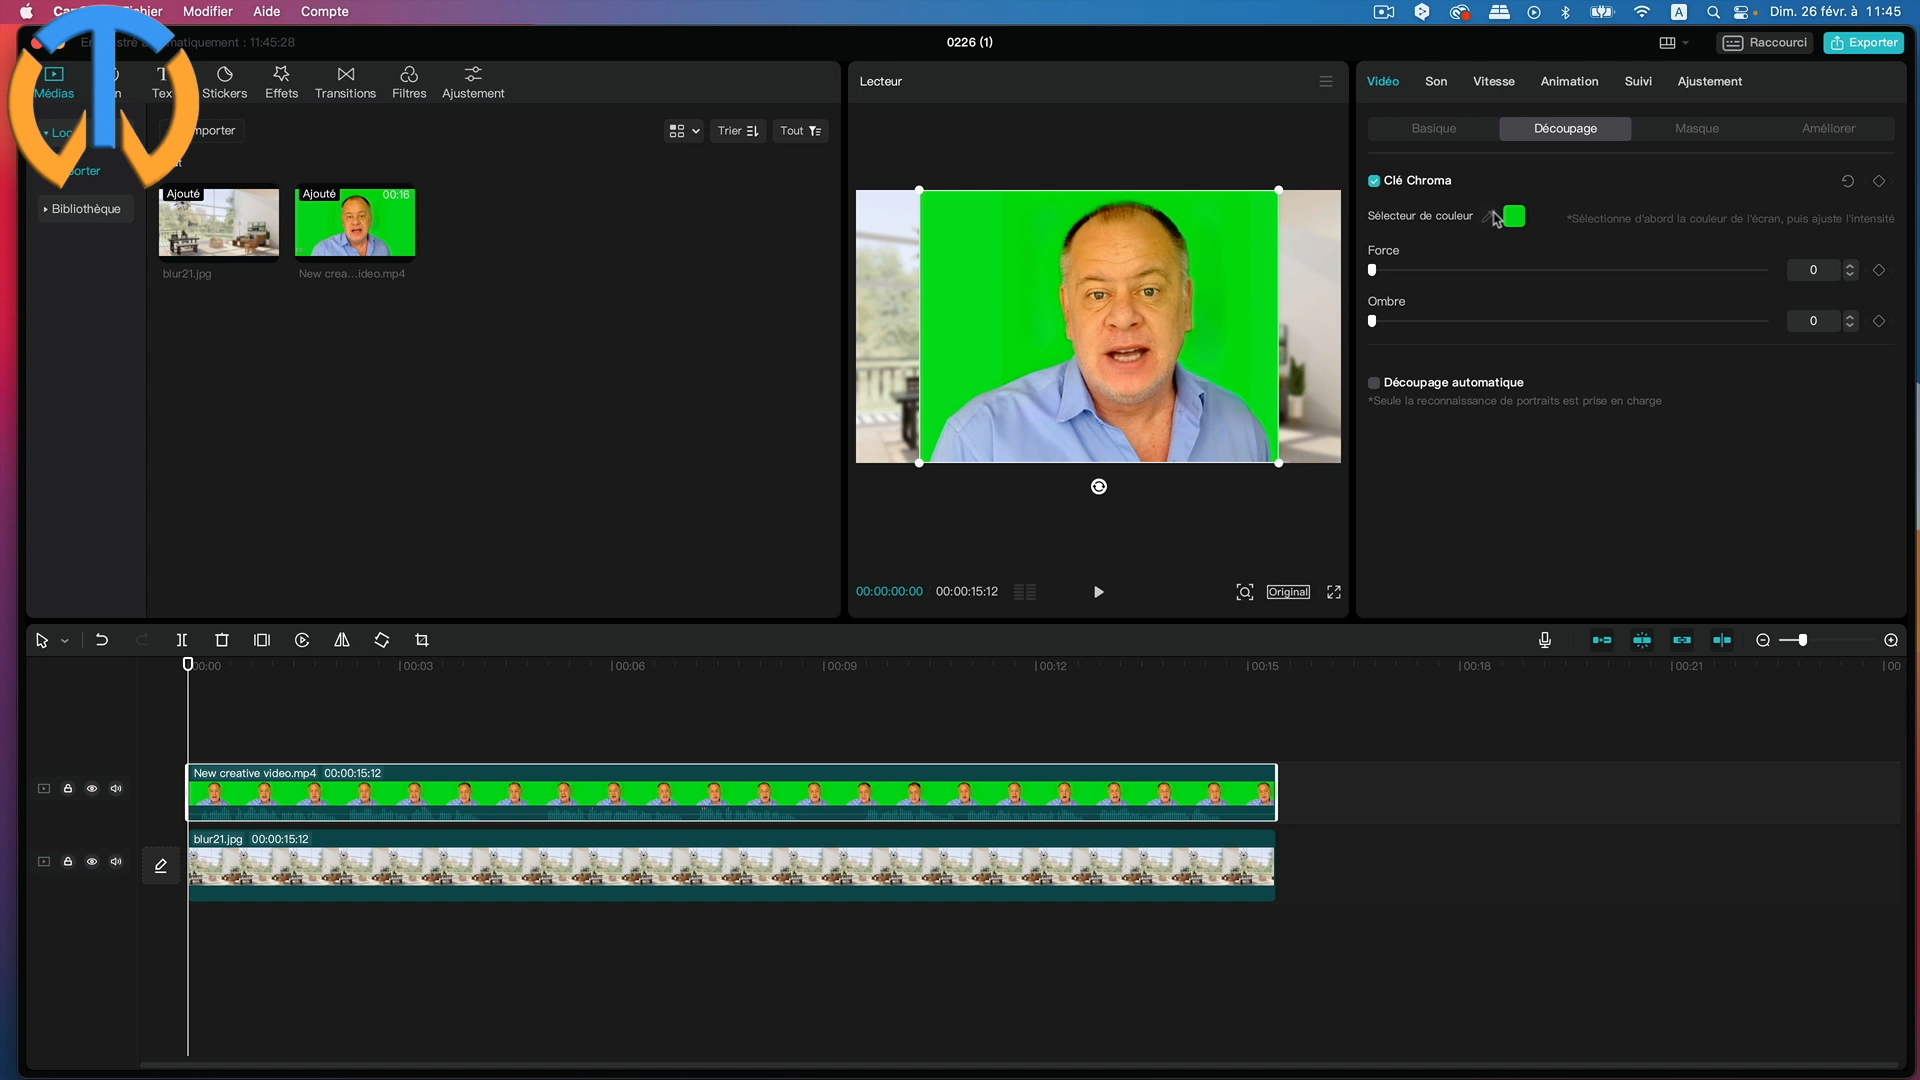 Modifier Aide Compte
A
Dim. 26 févr. à 11:45
: 11:45:28
0226 (1)
Raccourci
Exporter
Médias
Stickers
Effets
Transitions
Filtres
Ajustement
Lecteur
Vidéo Son Vitesse Animation Suivi Ajustement
Trier
Tout
Basique Découpage Masque Améliorer
Bibliothèque
Ajouté
Ajouté
00:16
blur21.jpg
New crea...ideo.mp4
Clé Chroma
Sélecteur de couleur
*Sélectionne d'abord la couleur de l'écran, puis ajuste l'intensité
Force
0
Ombre
0
Découpage automatique
*Seule la reconnaissance de portraits est prise en charge
00:00:00:00
00:00:15:12
Original
00:00 00:03 00:06 00:09 00:12 00:15 00:18 00:21 00
New creative video.mp4 00:00:15:12
blur21.jpg 00:00:15:12